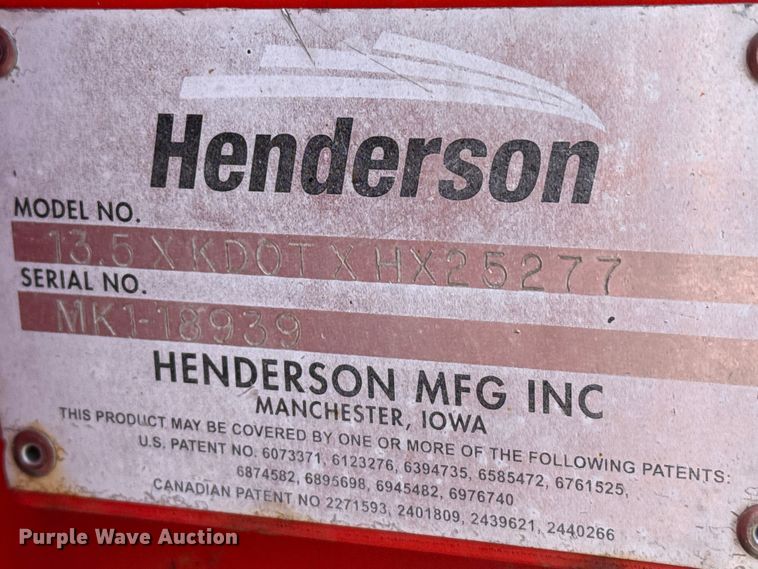 Henderson
MODEL NO.
13.5 X KDOT X HX25277
SERIAL NO.
MK1-18939
HENDERSON MFG INC
MANCHESTER, IOWA
THIS PRODUCT MAY BE COVERED BY ONE OR MORE OF THE FOLLOWING PATENTS:
U.S. PATENT NO. 6073371, 6123276, 6394735, 6585472, 6761525,
6874582, 6895698, 6945482, 6976740
CANADIAN PATENT NO 2271593, 2401809, 2439621, 2440266
Purple Wave Auction